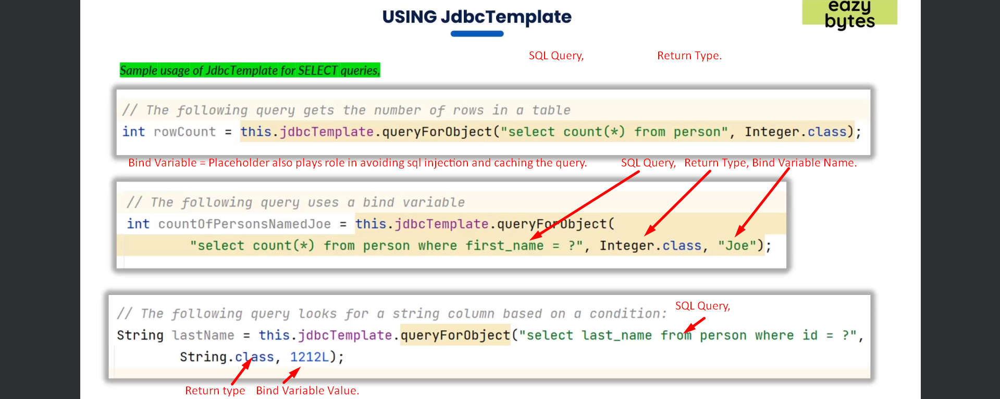 eazy
bytes
USING JdbcTemplate
SQL Query, Return Type.
Sample usage of JdbcTemplate for SELECT queries,
// The following query gets the number of rows in a table
int rowCount = this.jdbcTemplate.queryForObject("select count(*) from person", Integer.class);
Bind Variable = Placeholder also plays role in avoiding sql injection and caching the query. SQL Query, Return Type, Bind Variable Name.
// The following query uses a bind variable
int countOfPersonsNamedJoe = this.jdbcTemplate.queryForObject(
"select count(*) from person where first_name = ?", Integer.class, "Joe");
SQL Query,
// The following query looks for a string column based on a condition:
String lastName = this.jdbcTemplate.queryForObject("select last_name from person where id = ?",
String.class, 1212L);
Return type Bind Variable Value.